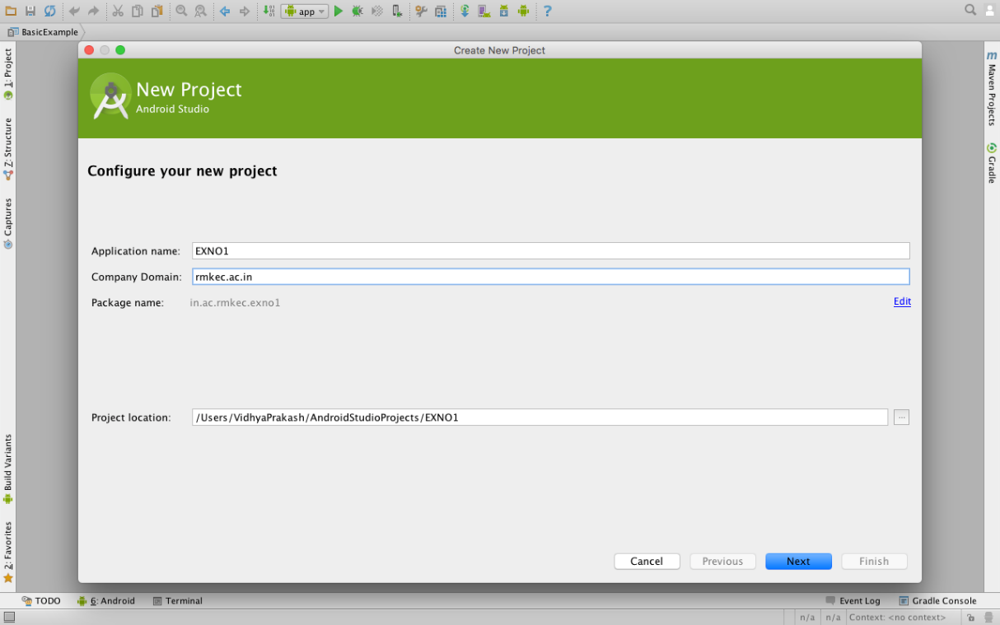 app
?
BasicExample
Create New Project
New Project
Android Studio
Configure your new project
Application name: EXNO1
Company Domain: rmkec.ac.in
Package name: in.ac.rmkec.exno1 Edit
Project location: /Users/VidhyaPrakash/AndroidStudioProjects/EXNO1 ...
Cancel Previous Next Finish
1: Project
7: Structure
Captures
Build Variants
2: Favorites
m Maven Projects
Gradle
TODO 6: Android Terminal Event Log Gradle Console
n/a n/a Context: <no context>